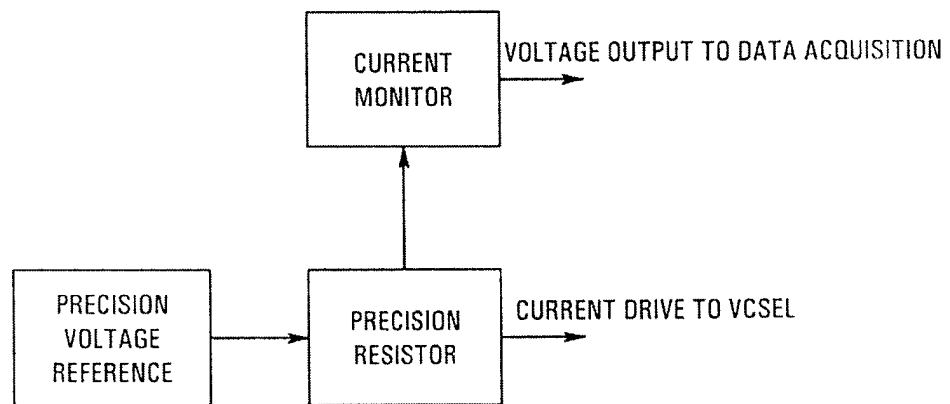 CURRENT
MONITOR
VOLTAGE OUTPUT TO DATA ACQUISITION
PRECISION
VOLTAGE
REFERENCE
PRECISION
RESISTOR
CURRENT DRIVE TO VCSEL